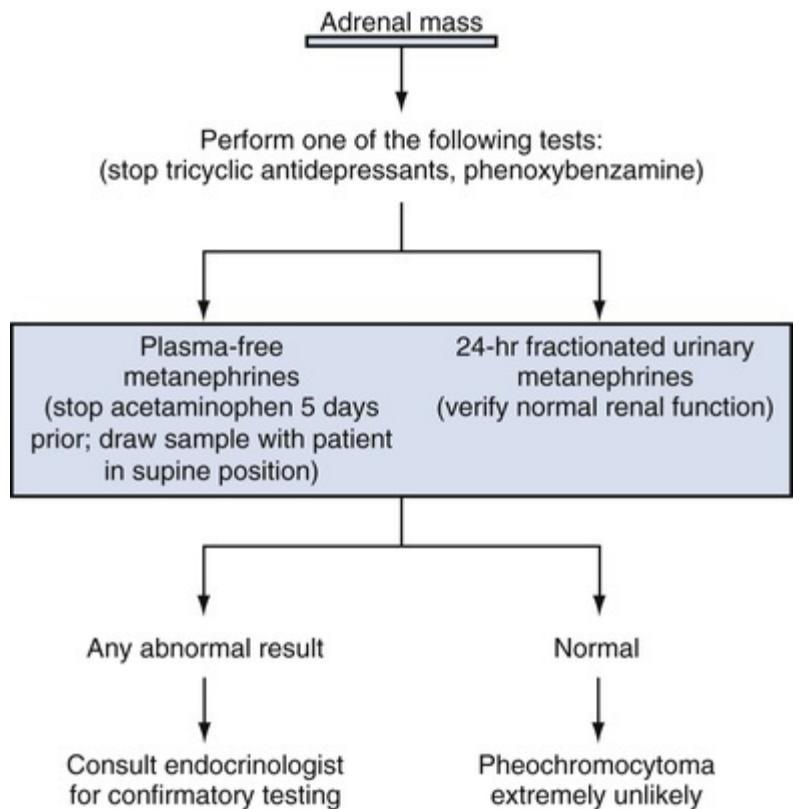 Adrenal mass
Perform one of the following tests:
(stop tricyclic antidepressants, phenoxybenzamine)
Plasma-free
metanephrines
(stop acetaminophen 5 days
prior; draw sample with patient
in supine position)
24-hr fractionated urinary
metanephrines
(verify normal renal function)
Any abnormal result
Normal
Consult endocrinologist
for confirmatory testing
Pheochromocytoma
extremely unlikely